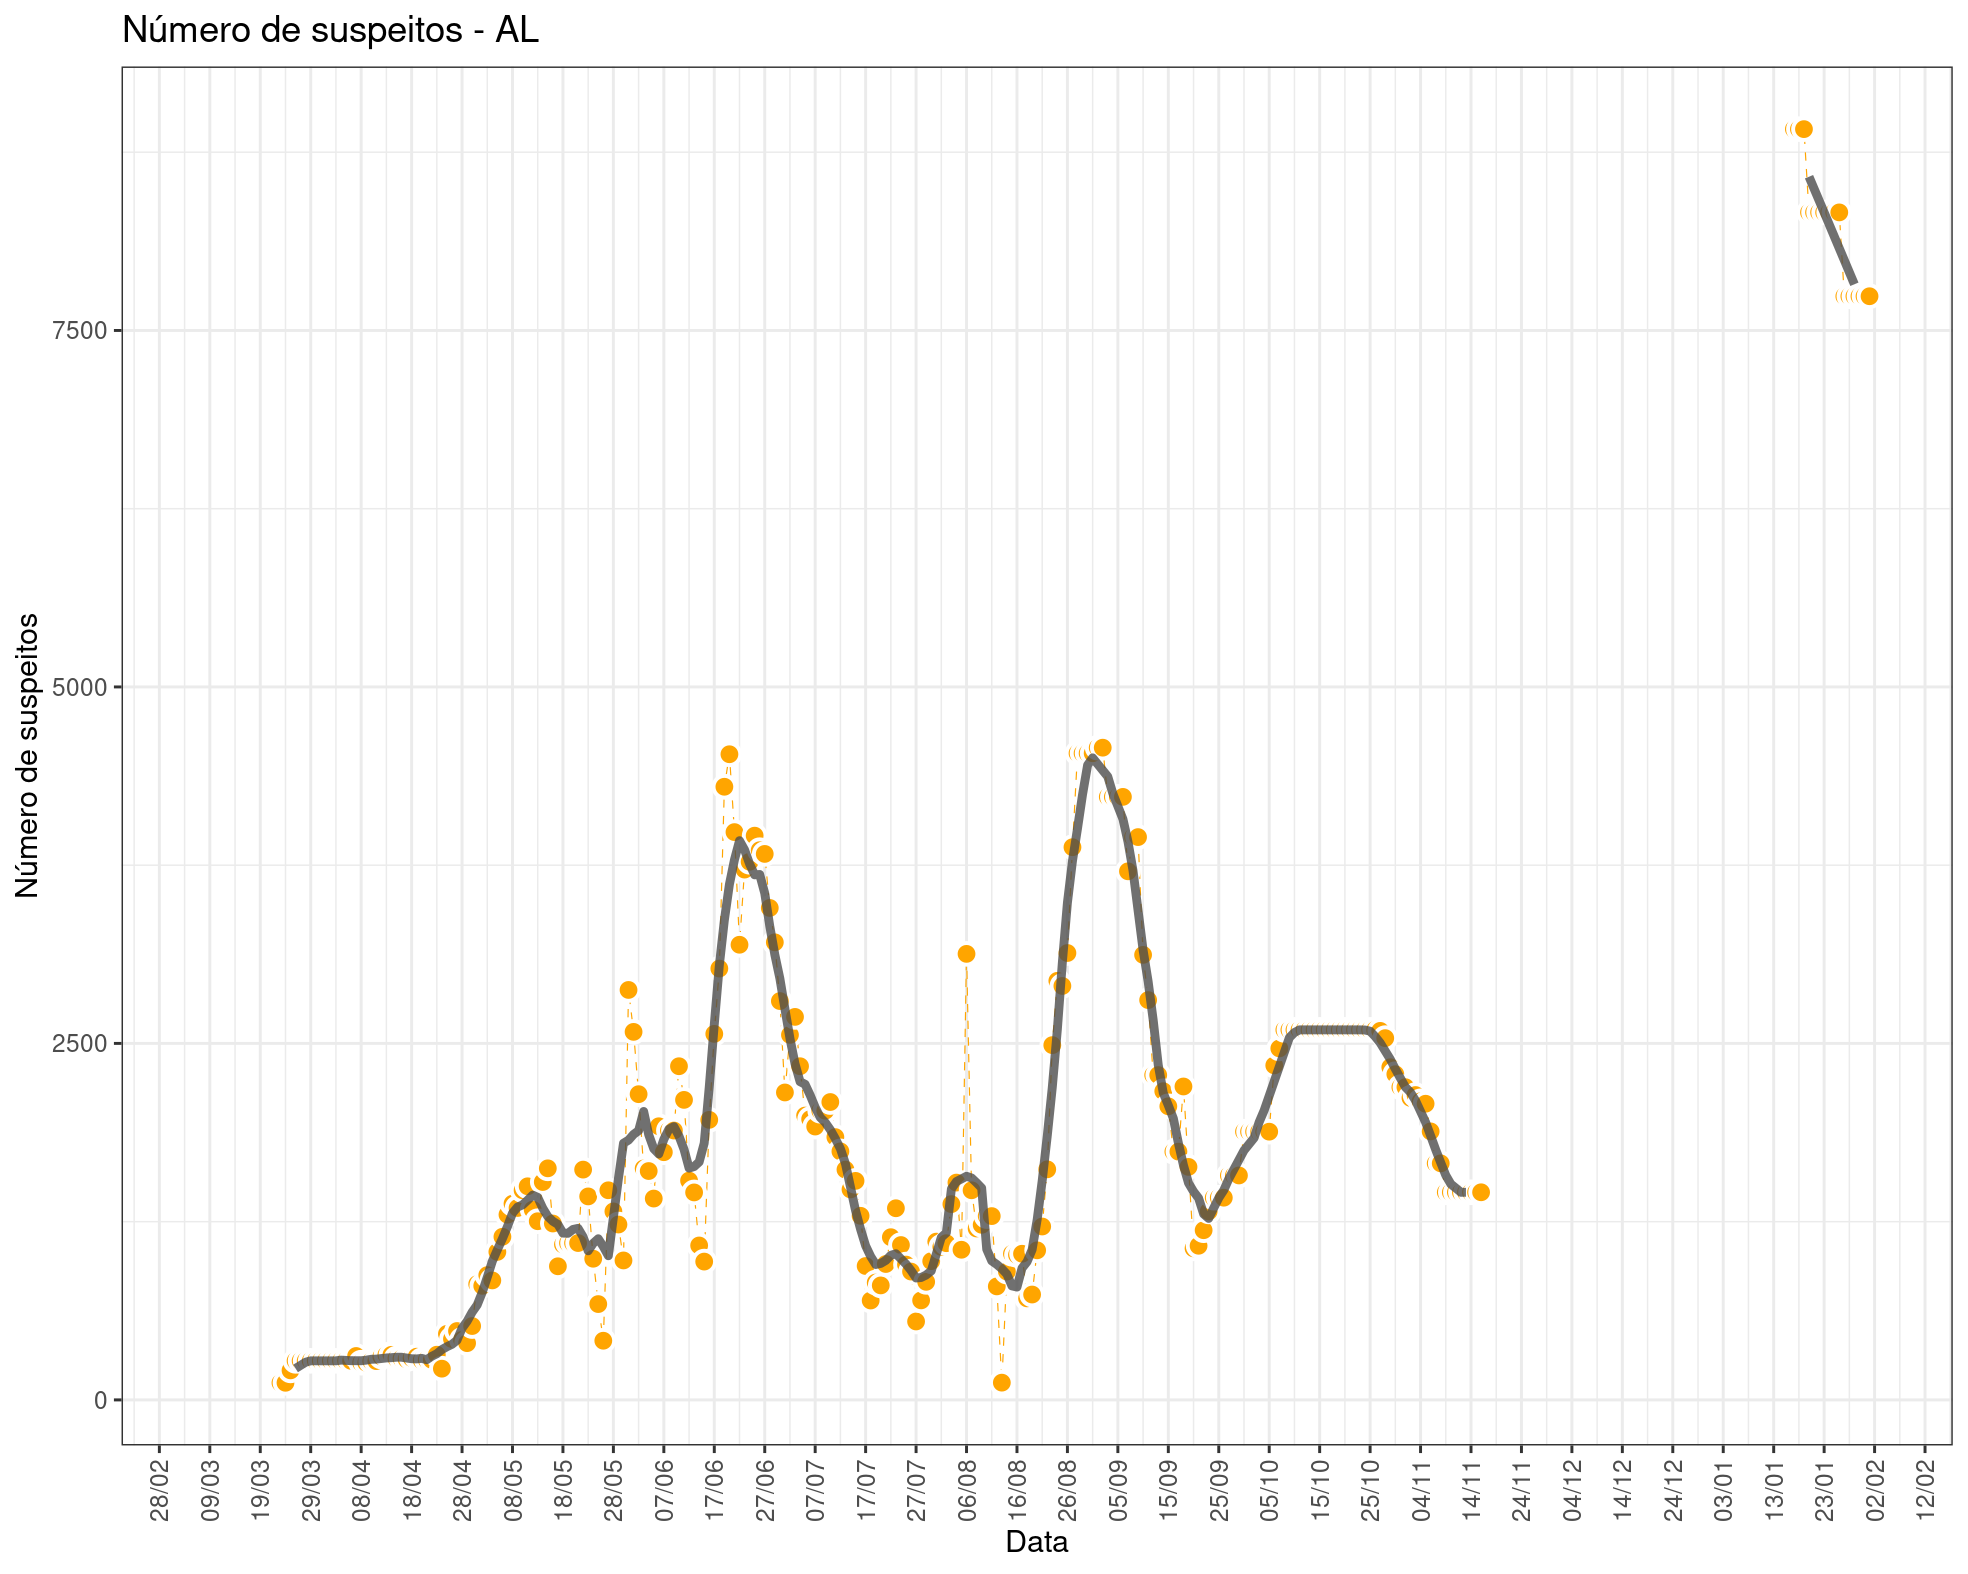 Número de suspeitos - AL
Número de suspeitos
7500
5000
2500
0
28/02 09/03 19/03 29/03 08/04 18/04 28/04 08/05 18/05 28/05 07/06 17/06 27/06 07/07 17/07 27/07 06/08 16/08 26/08 05/09 15/09 25/09 05/10 15/10 25/10 04/11 14/11 24/11 04/12 14/12 24/12 03/01 13/01 23/01 02/02 12/02
Data